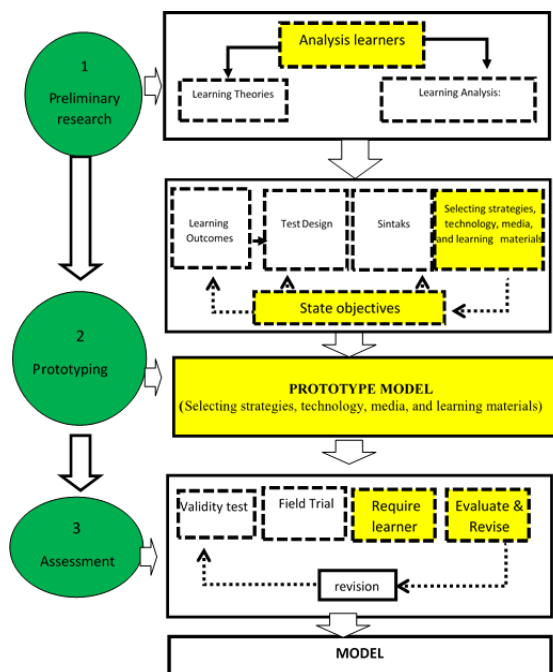 1
Preliminary
research
Analysis learners
Learning Theories
Learning Analysis:
Learning
Outcomes
Test Design
Sintaks
Selecting strategies,
technology, media,
and learning materials
State objectives
2
Prototyping
PROTOTYPE MODEL
(Selecting strategies, technology, media, and learning materials)
3
Assessment
Validity test
Field Trial
Require
learner
Evaluate &
Revise
revision
MODEL